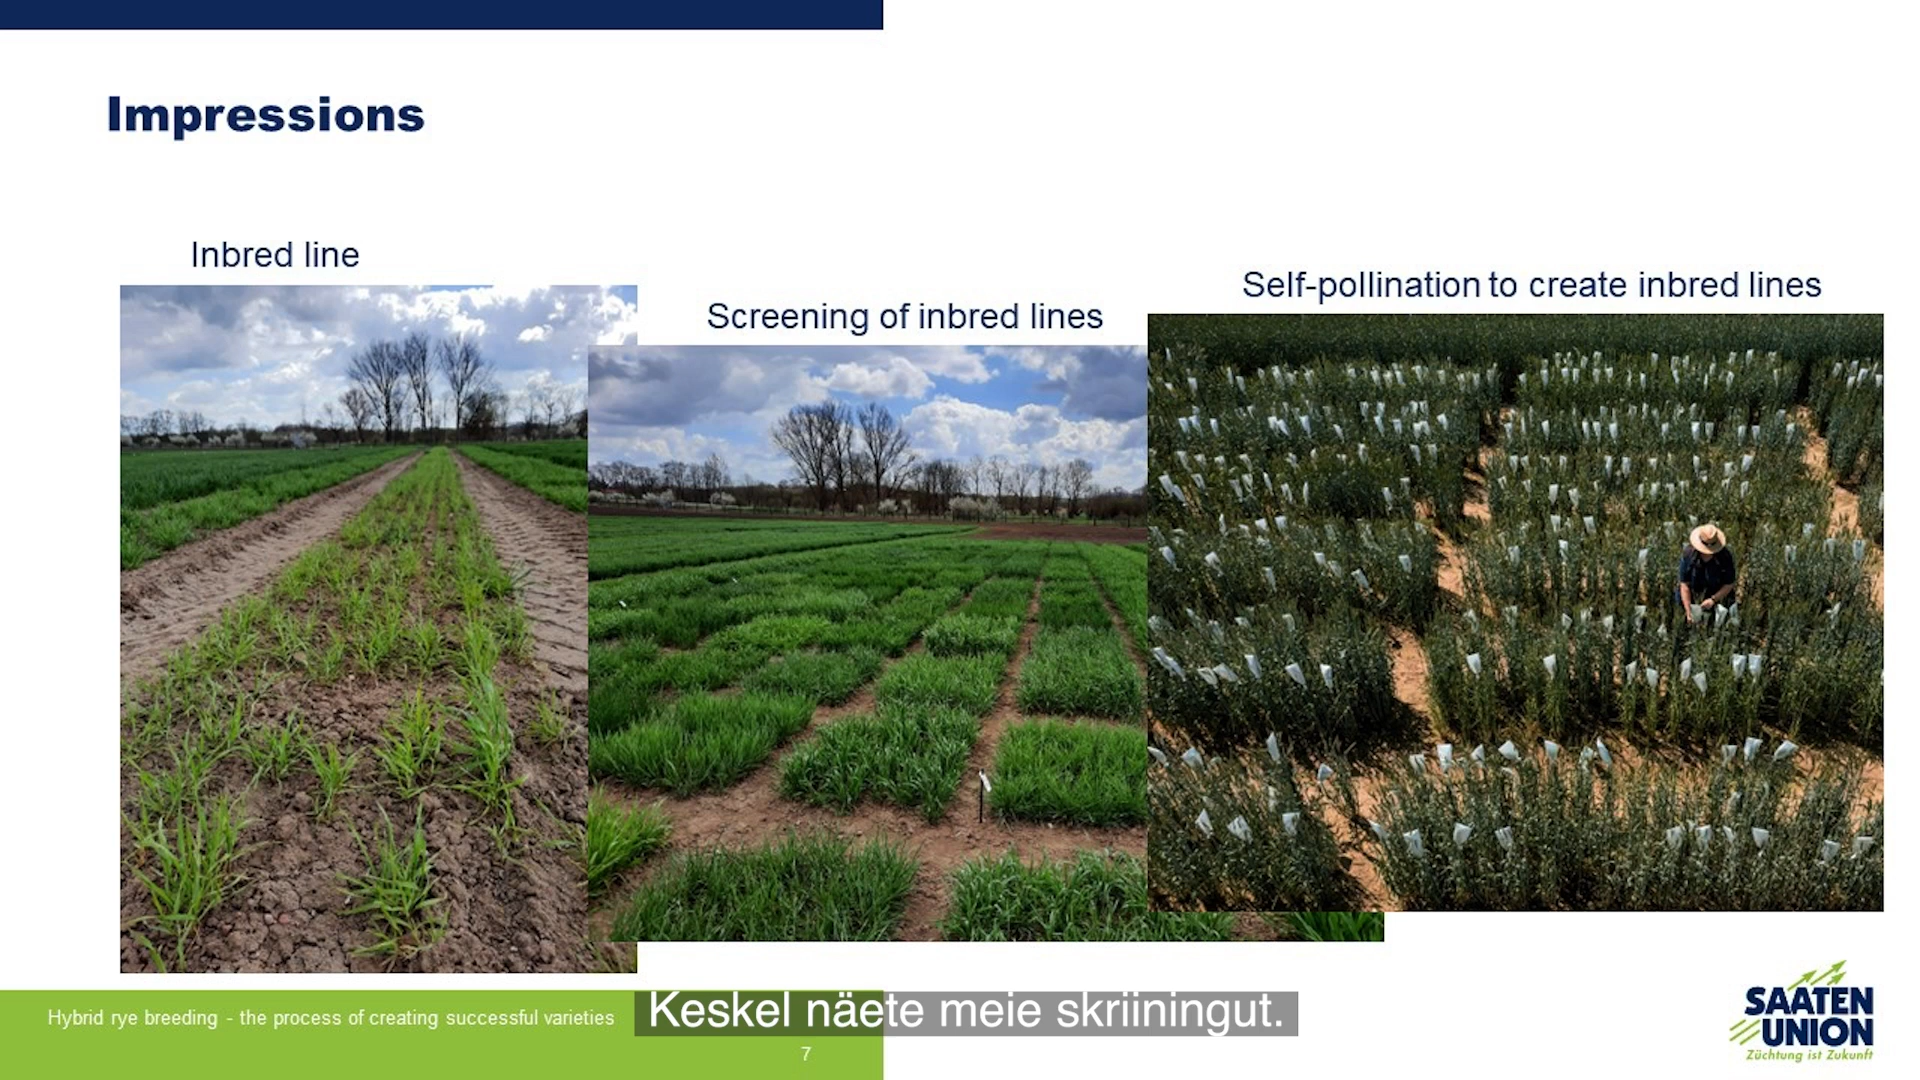 Impressions
Inbred line
Screening of inbred lines
Self-pollination to create inbred lines
Hybrid rye breeding - the process of creating successful varieties
7
Keskel näete meie skriiningut.
SAATEN
UNION
Züchtung ist Zukunft